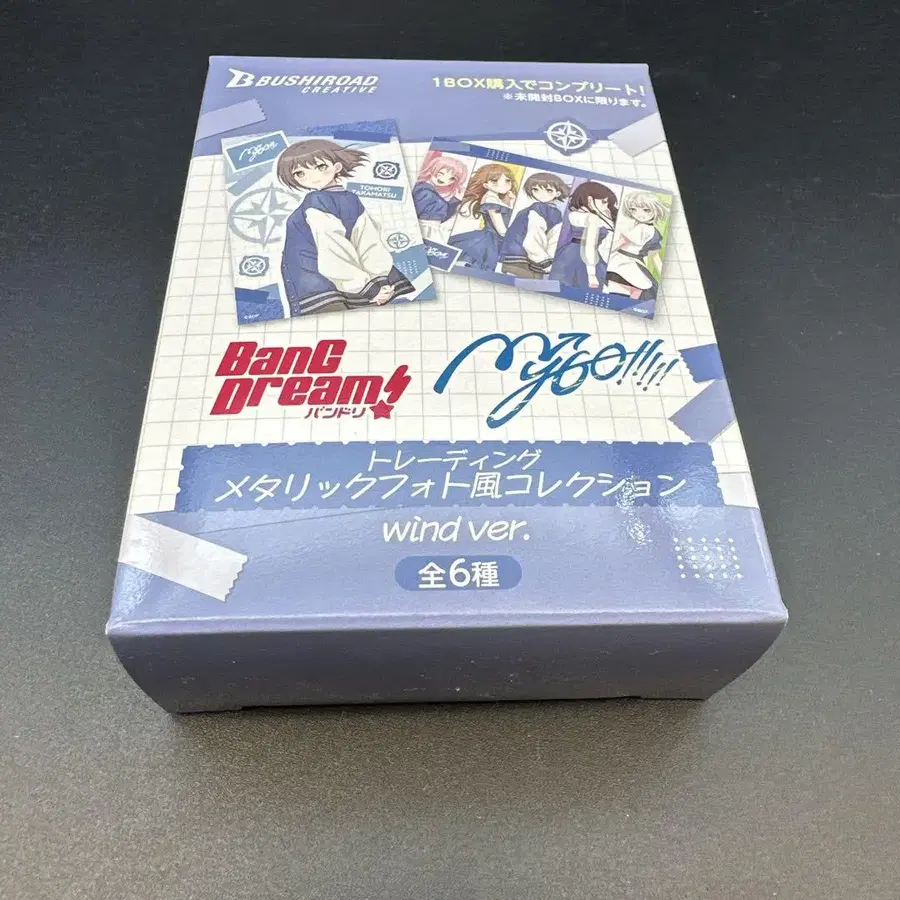 BUSHIROAD
CREATIVE
1BOX購入でコンプリート!
※未開封BOXに限ります。
MyGO!!!!!
TOMORI
TAKAMATSU
BanG
Dream!
バンドリ
MyGO!!!!!
トレーディング
メタリックフォト風コレクション
wind ver.
全6種